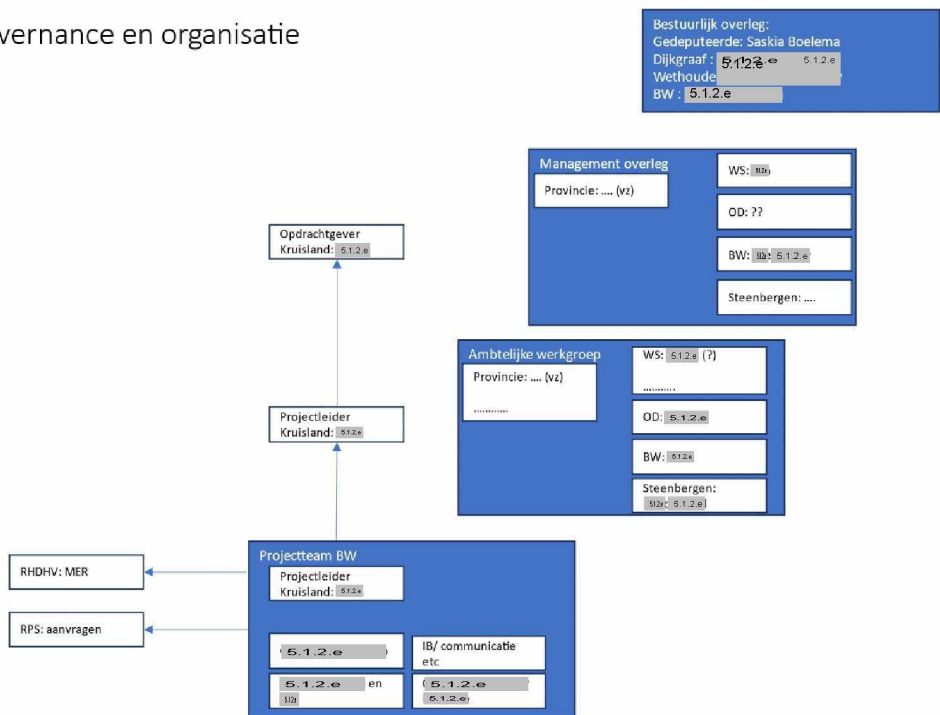 vernance en organisatie
Bestuurlijk overleg:
Gedeputeerde: Saskia Boelema
Dijkgraaf : 5.1.2.e 5.1.2.e
Wethoude
BW : 5.1.2.e
Management overleg
Provincie: .... (vz)
WS:
OD: ??
BW: 5.1.2.e
Steenbergen: ....
Opdrachtgever
Kruisland: 5.1.2.e
Ambtelijke werkgroep
Provincie: .... (vz)
............
WS: 5.1.2.e (?)
...........
OD: 5.1.2.e
BW: 5.1.2.e
Steenbergen:
5.1.2.e
Projectleider
Kruisland: 5.1.2.e
Projectteam BW
Projectleider
Kruisland: 5.1.2.e
RHDHV: MER
RPS: aanvragen
5.1.2.e
IB/ communicatie
etc
5.1.2.e en
5.1.2.e
5.1.2.e